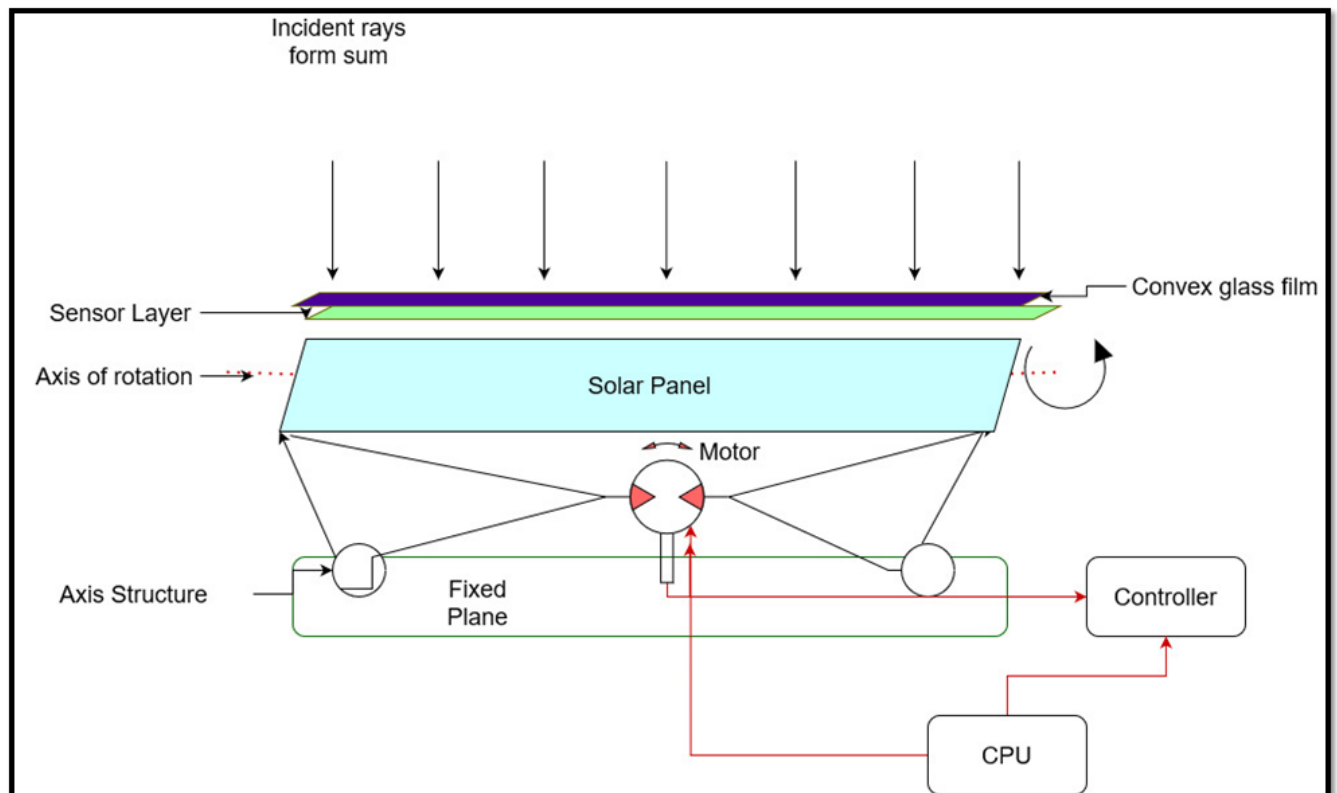 Incident rays
form sum
Convex glass film
Sensor Layer
Axis of rotation
Solar Panel
Motor
Axis Structure
Fixed
Plane
Controller
CPU